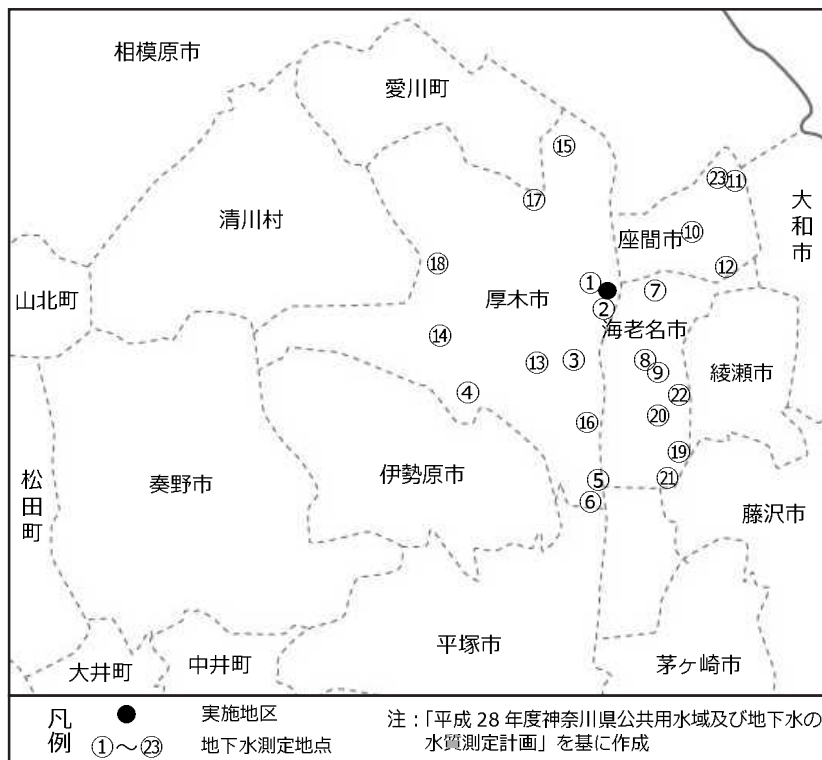 相模原市
愛川町
⑮
㉓ ⑪
大和市
⑰
清川村
⑩
座間市
⑱
⑫
山北町
①
⑦
厚木市
②
海老名市
⑭
⑬ ③
⑧
⑨
綾瀬市
④
㉒
⑳
⑯
⑲
伊勢原市
松田町
奏野市
⑤
㉑
⑥
藤沢市
平塚市
大井町
中井町
茅ヶ崎市
凡例
● 実施地区
①～㉓ 地下水測定地点
注：「平成 28 年度神奈川県公共用水域及び地下水の
水質測定計画」を基に作成